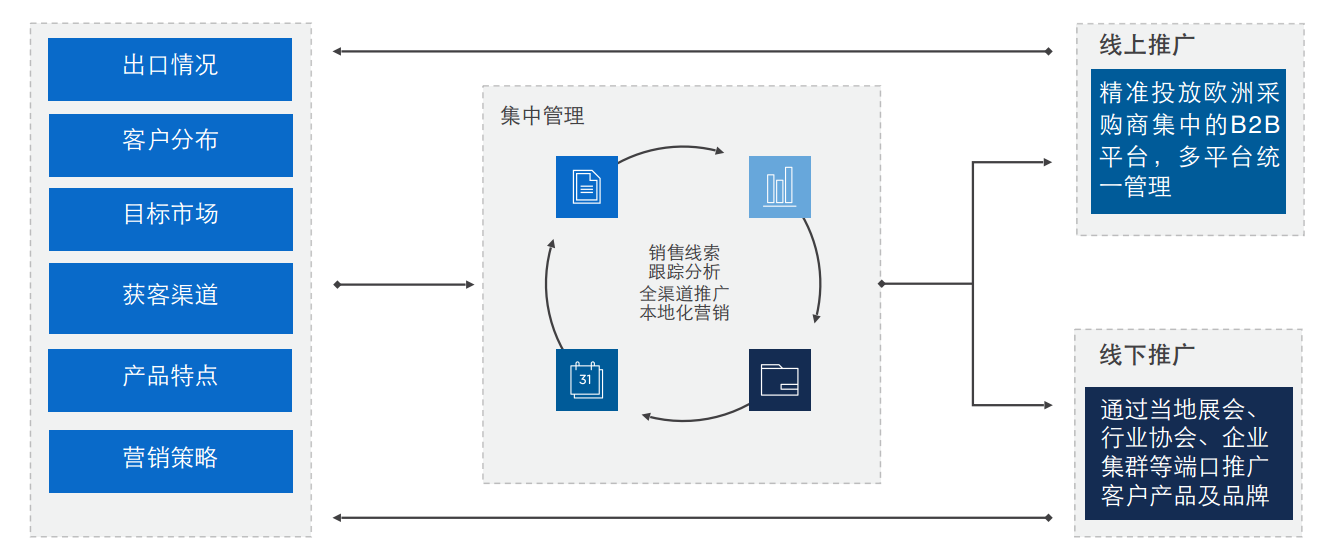 出口情况
客户分布
目标市场
获客渠道
产品特点
营销策略
集中管理
31
销售线索
跟踪分析
全渠道推广
本地化营销
线上推广
精准投放欧洲采
购商集中的B2B
平台，多平台统
一管理
线下推广
通过当地展会、
行业协会、企业
集群等端口推广
客户产品及品牌